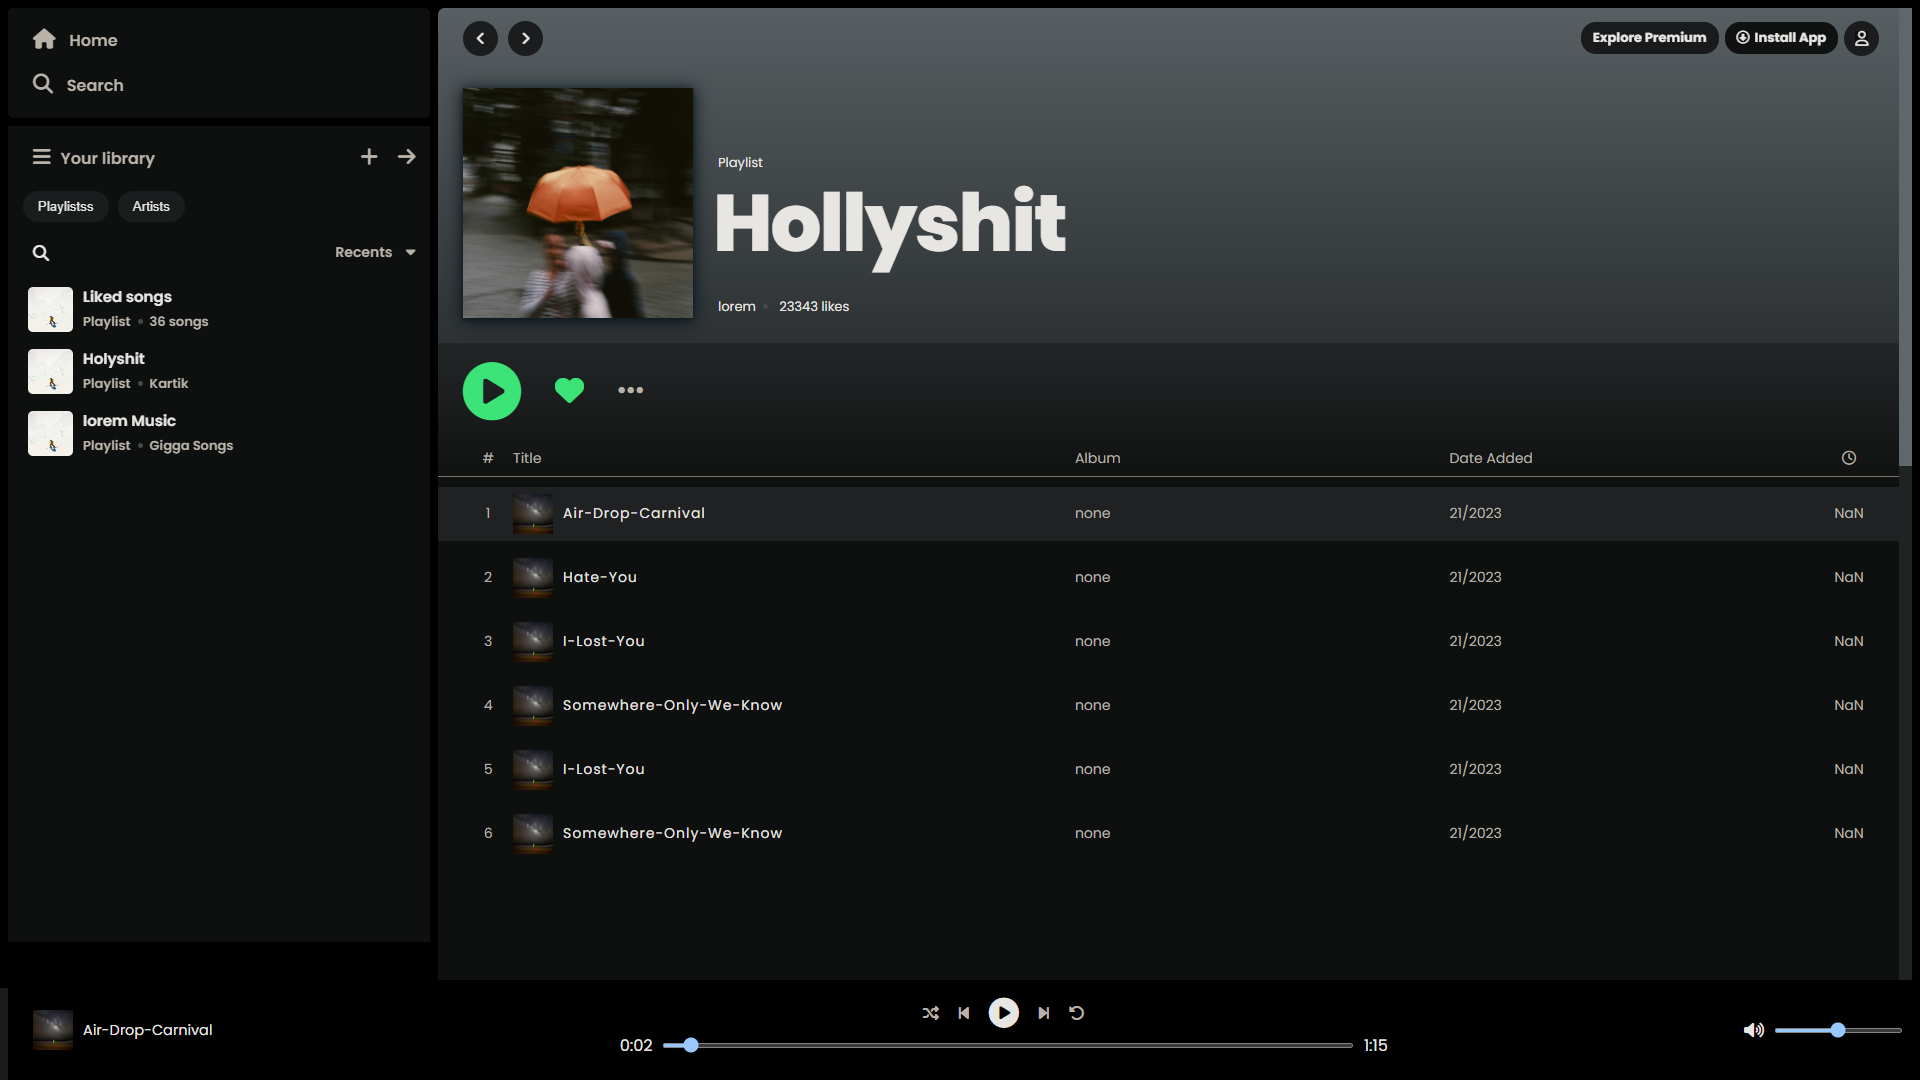 Home
Search
Your library
Playlistss Artists
Recents
Liked songs
Playlist • 36 songs
Holyshit
Playlist • Kartik
lorem Music
Playlist • Gigga Songs
Explore Premium Install App
Playlist
Hollyshit
lorem • 23343 likes
# Title Album Date Added
1 Air-Drop-Carnival none 21/2023 NaN
2 Hate-You none 21/2023 NaN
3 I-Lost-You none 21/2023 NaN
4 Somewhere-Only-We-Know none 21/2023 NaN
5 I-Lost-You none 21/2023 NaN
6 Somewhere-Only-We-Know none 21/2023 NaN
Air-Drop-Carnival
0:02 1:15